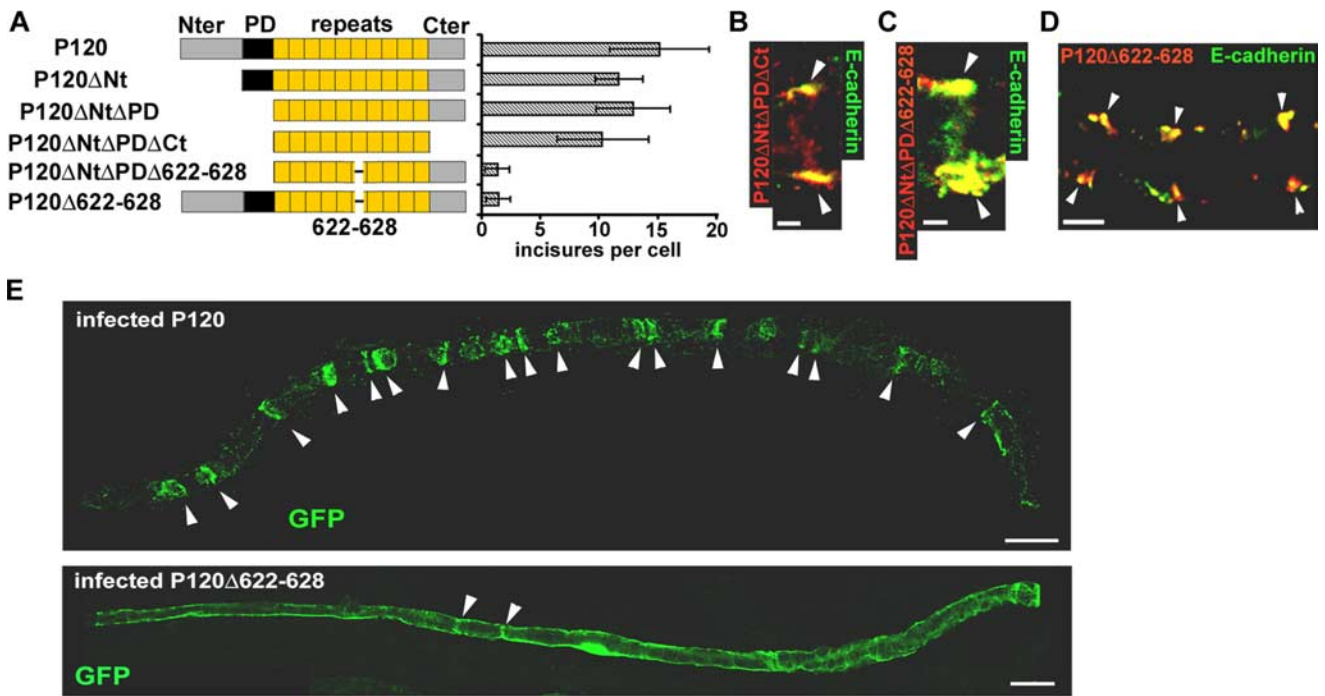 A
Nter PD repeats Cter
P120
P120ΔNt
P120ΔNtΔPD
P120ΔNtΔPDΔCt
P120ΔNtΔPDΔ622-628
P120Δ622-628
622-628
0 5 10 15 20
incisures per cell
B
P120ΔNtΔPDΔCt
E-cadherin
C
P120ΔNtΔPDΔ622-628
E-cadherin
D
P120Δ622-628 E-cadherin
E
infected P120
GFP
infected P120Δ622-628
GFP